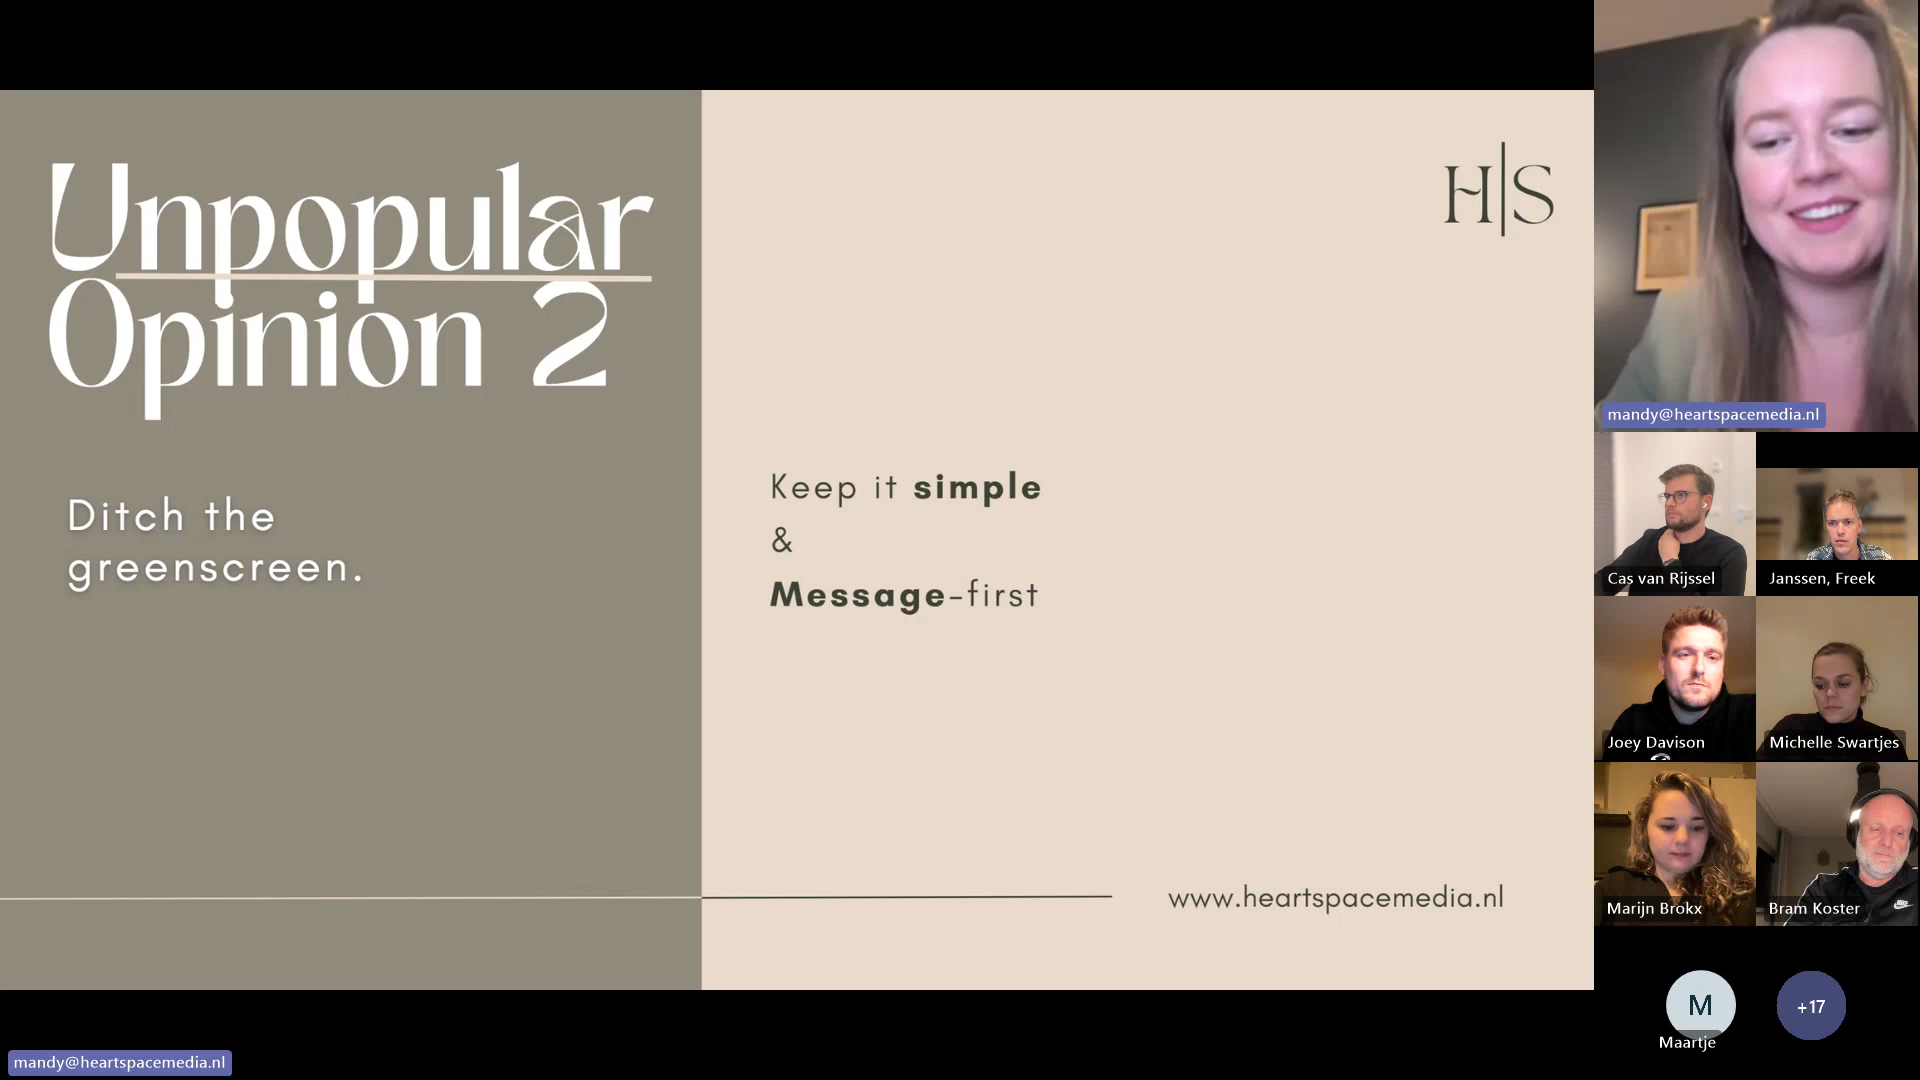 Unpopular
Opinion 2
Ditch the
greenscreen.
H|S
Keep it simple
&
Message-first
www.heartspacemedia.nl
mandy@heartspacemedia.nl
Cas van Rijssel
Janssen, Freek
Joey Davison
Michelle Swartjes
Marijn Brokx
Bram Koster
M
Maartje
+17
mandy@heartspacemedia.nl